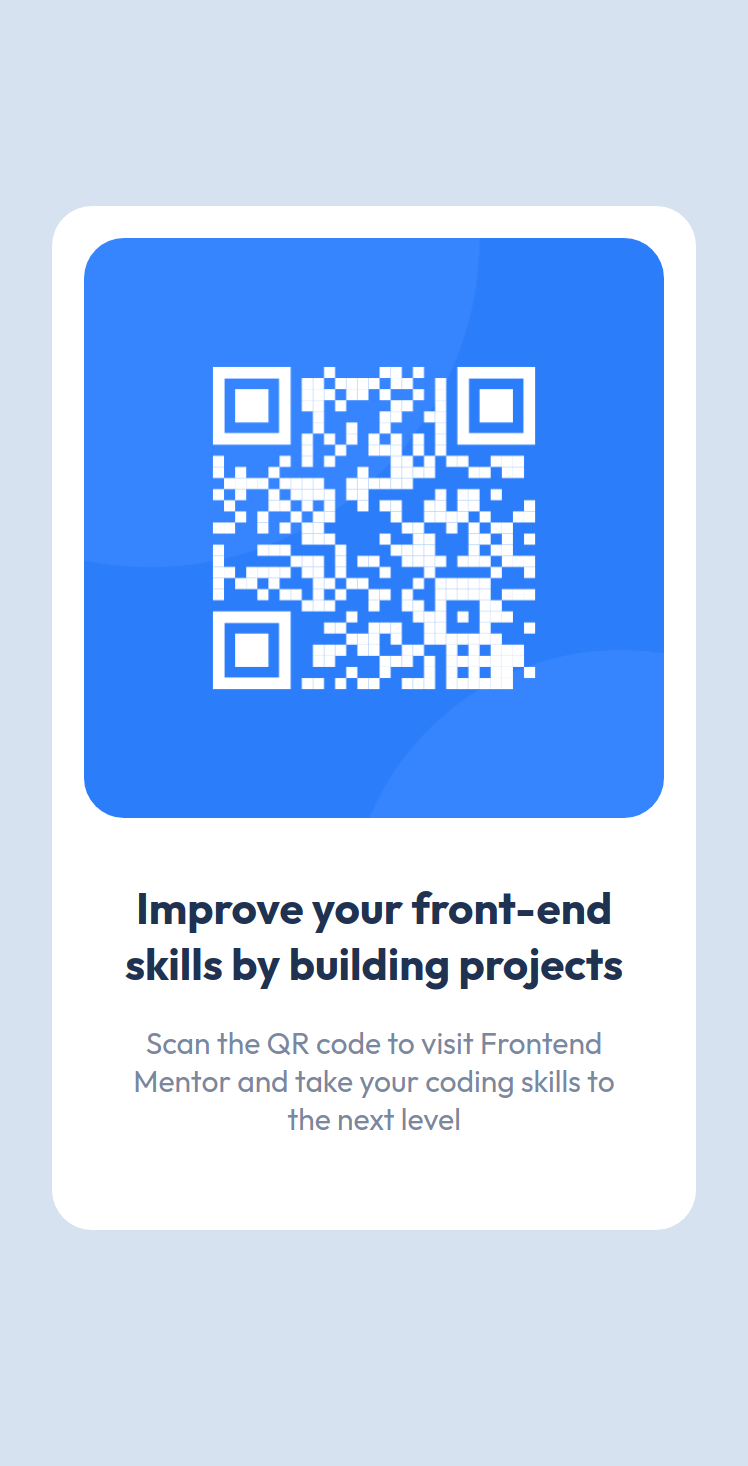 Improve your front-end
skills by building projects
Scan the QR code to visit Frontend
Mentor and take your coding skills to
the next level